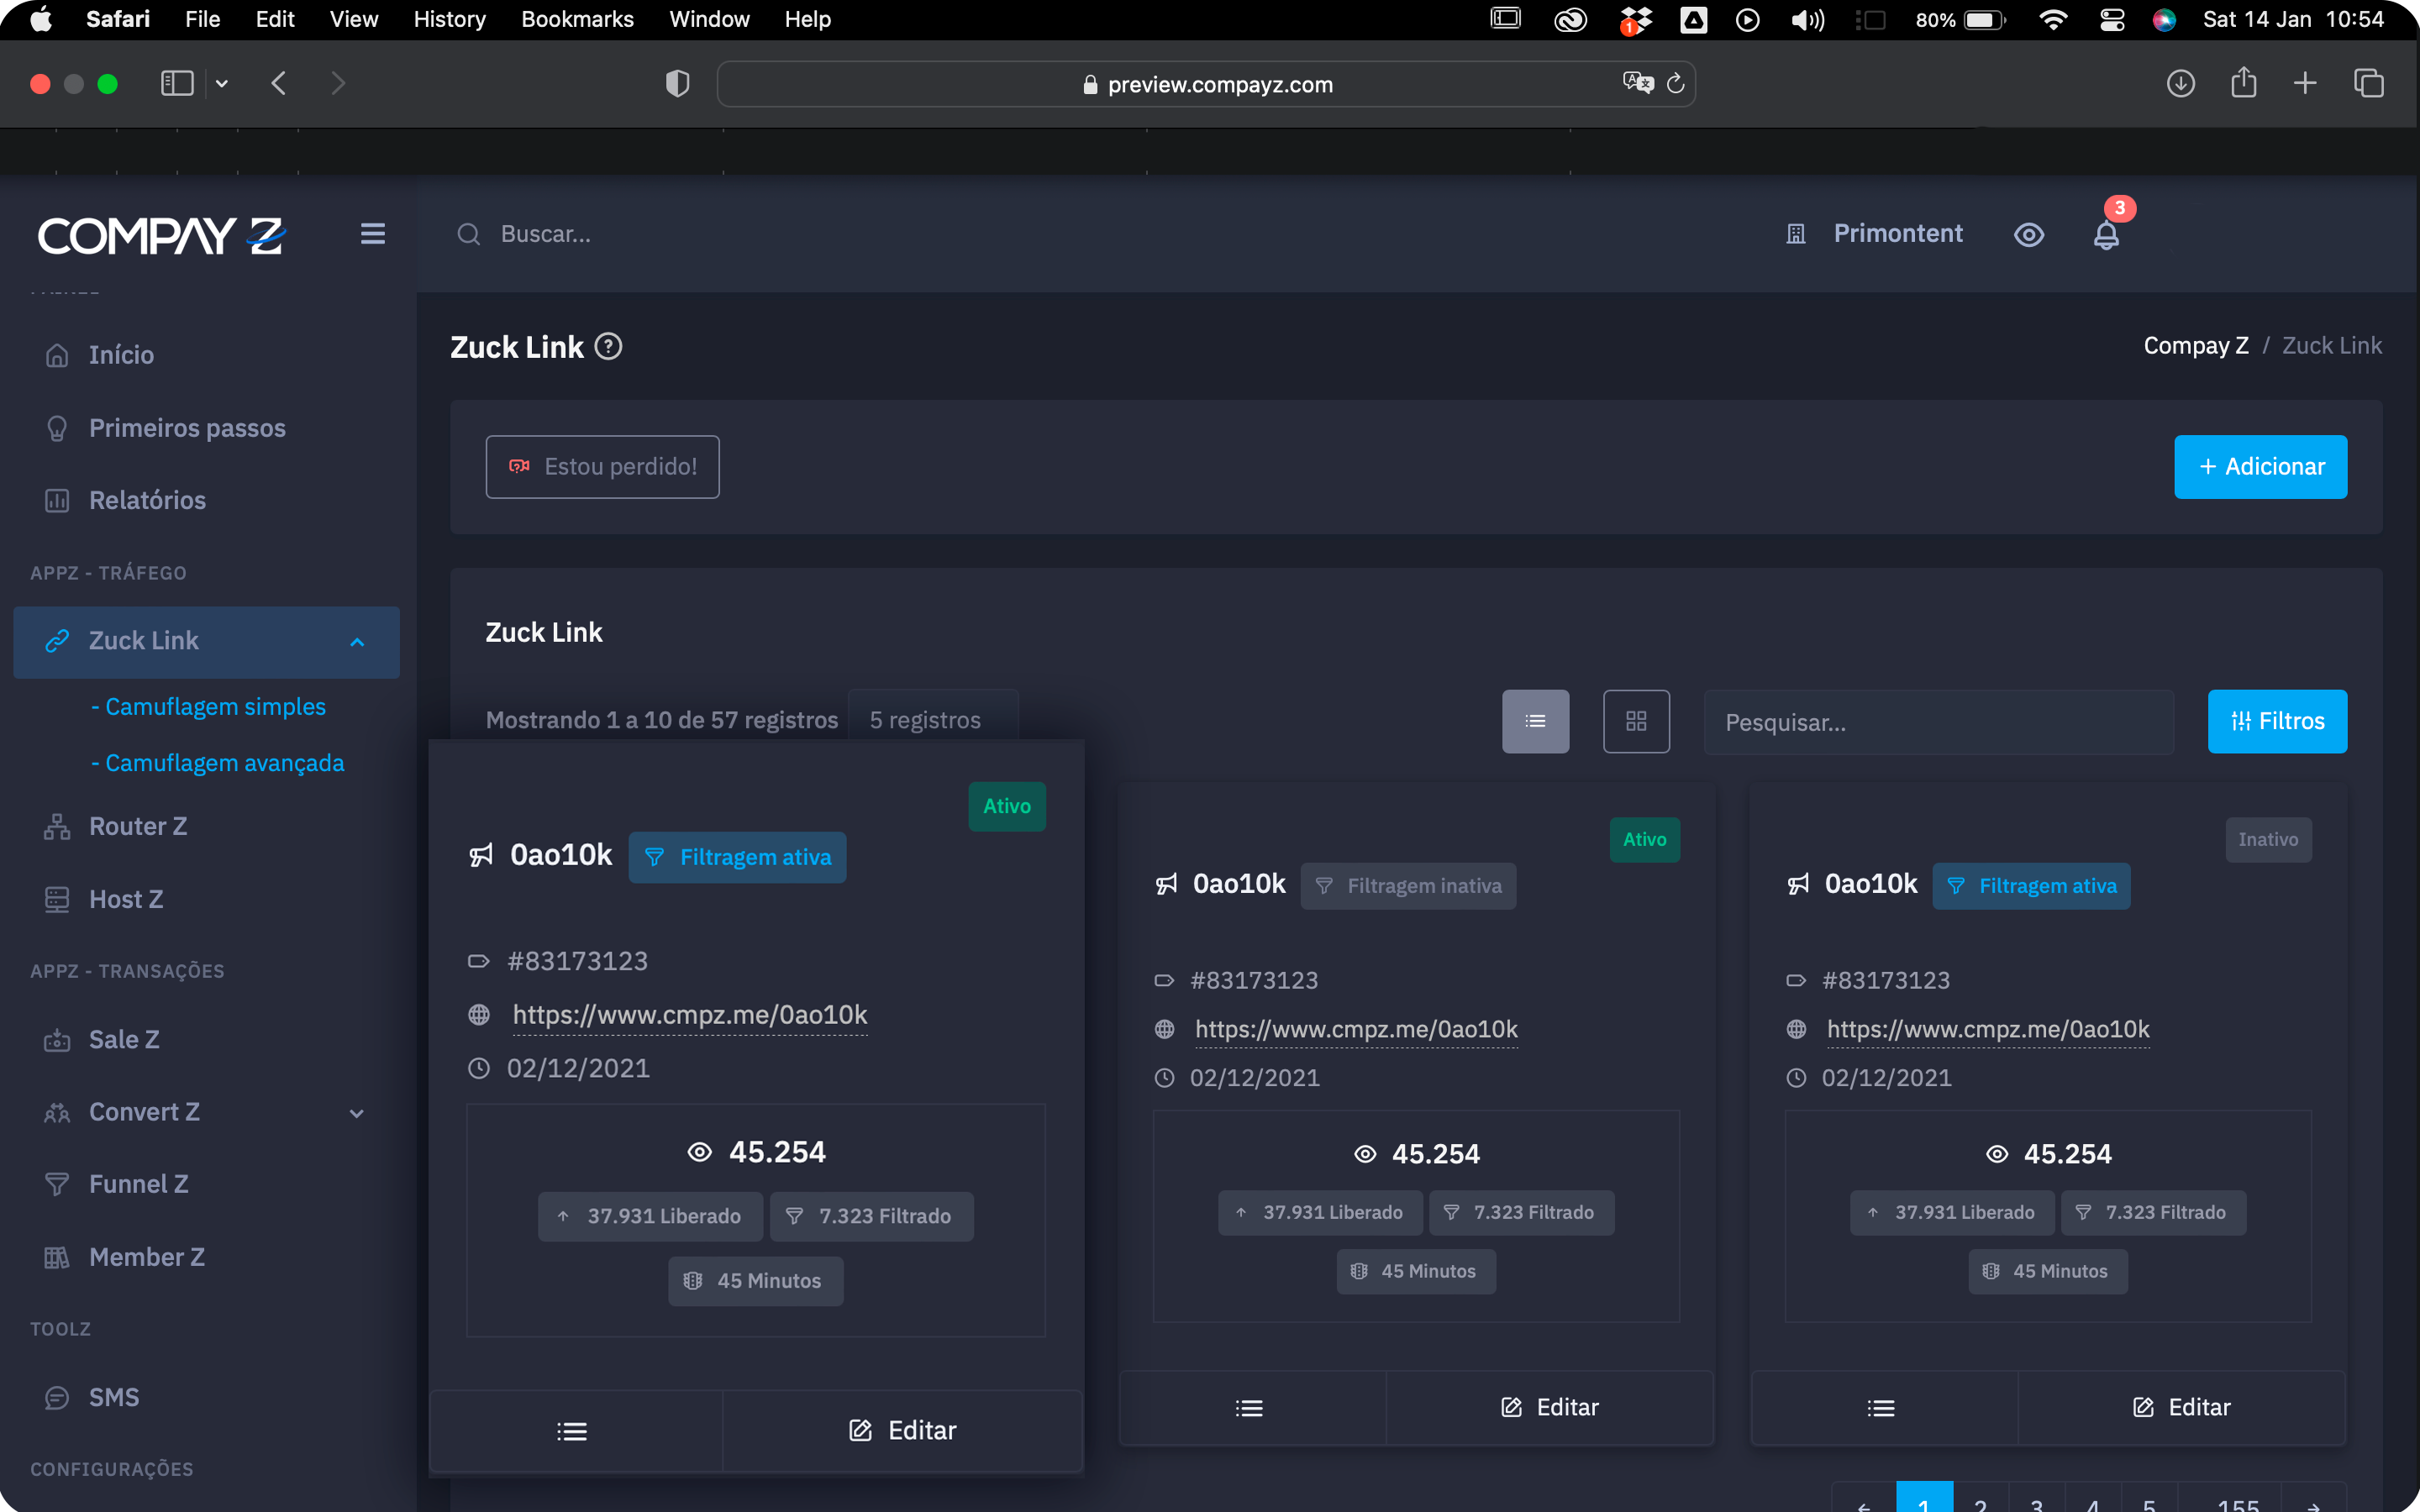 Safari File Edit View History Bookmarks Window Help
1
80%
Sat 14 Jan 10:54
preview.compayz.com
COMPAY Z
Buscar...
Primontent
3
Início
Primeiros passos
Relatórios
APPZ - TRÁFEGO
Zuck Link
- Camuflagem simples
- Camuflagem avançada
Router Z
Host Z
APPZ - TRANSAÇÕES
Sale Z
Convert Z
Funnel Z
Member Z
TOOLZ
SMS
CONFIGURAÇÕES
Zuck Link
Compay Z / Zuck Link
Estou perdido!
+ Adicionar
Zuck Link
Mostrando 1 a 10 de 57 registros
5 registros
Pesquisar...
Filtros
Ativo
0ao10k
Filtragem ativa
#83173123
https://www.cmpz.me/0ao10k
02/12/2021
45.254
37.931 Liberado
7.323 Filtrado
45 Minutos
Editar
Ativo
0ao10k
Filtragem inativa
#83173123
https://www.cmpz.me/0ao10k
02/12/2021
45.254
37.931 Liberado
7.323 Filtrado
45 Minutos
Editar
Inativo
0ao10k
Filtragem ativa
#83173123
https://www.cmpz.me/0ao10k
02/12/2021
45.254
37.931 Liberado
7.323 Filtrado
45 Minutos
Editar
1 2 3 4 5 155